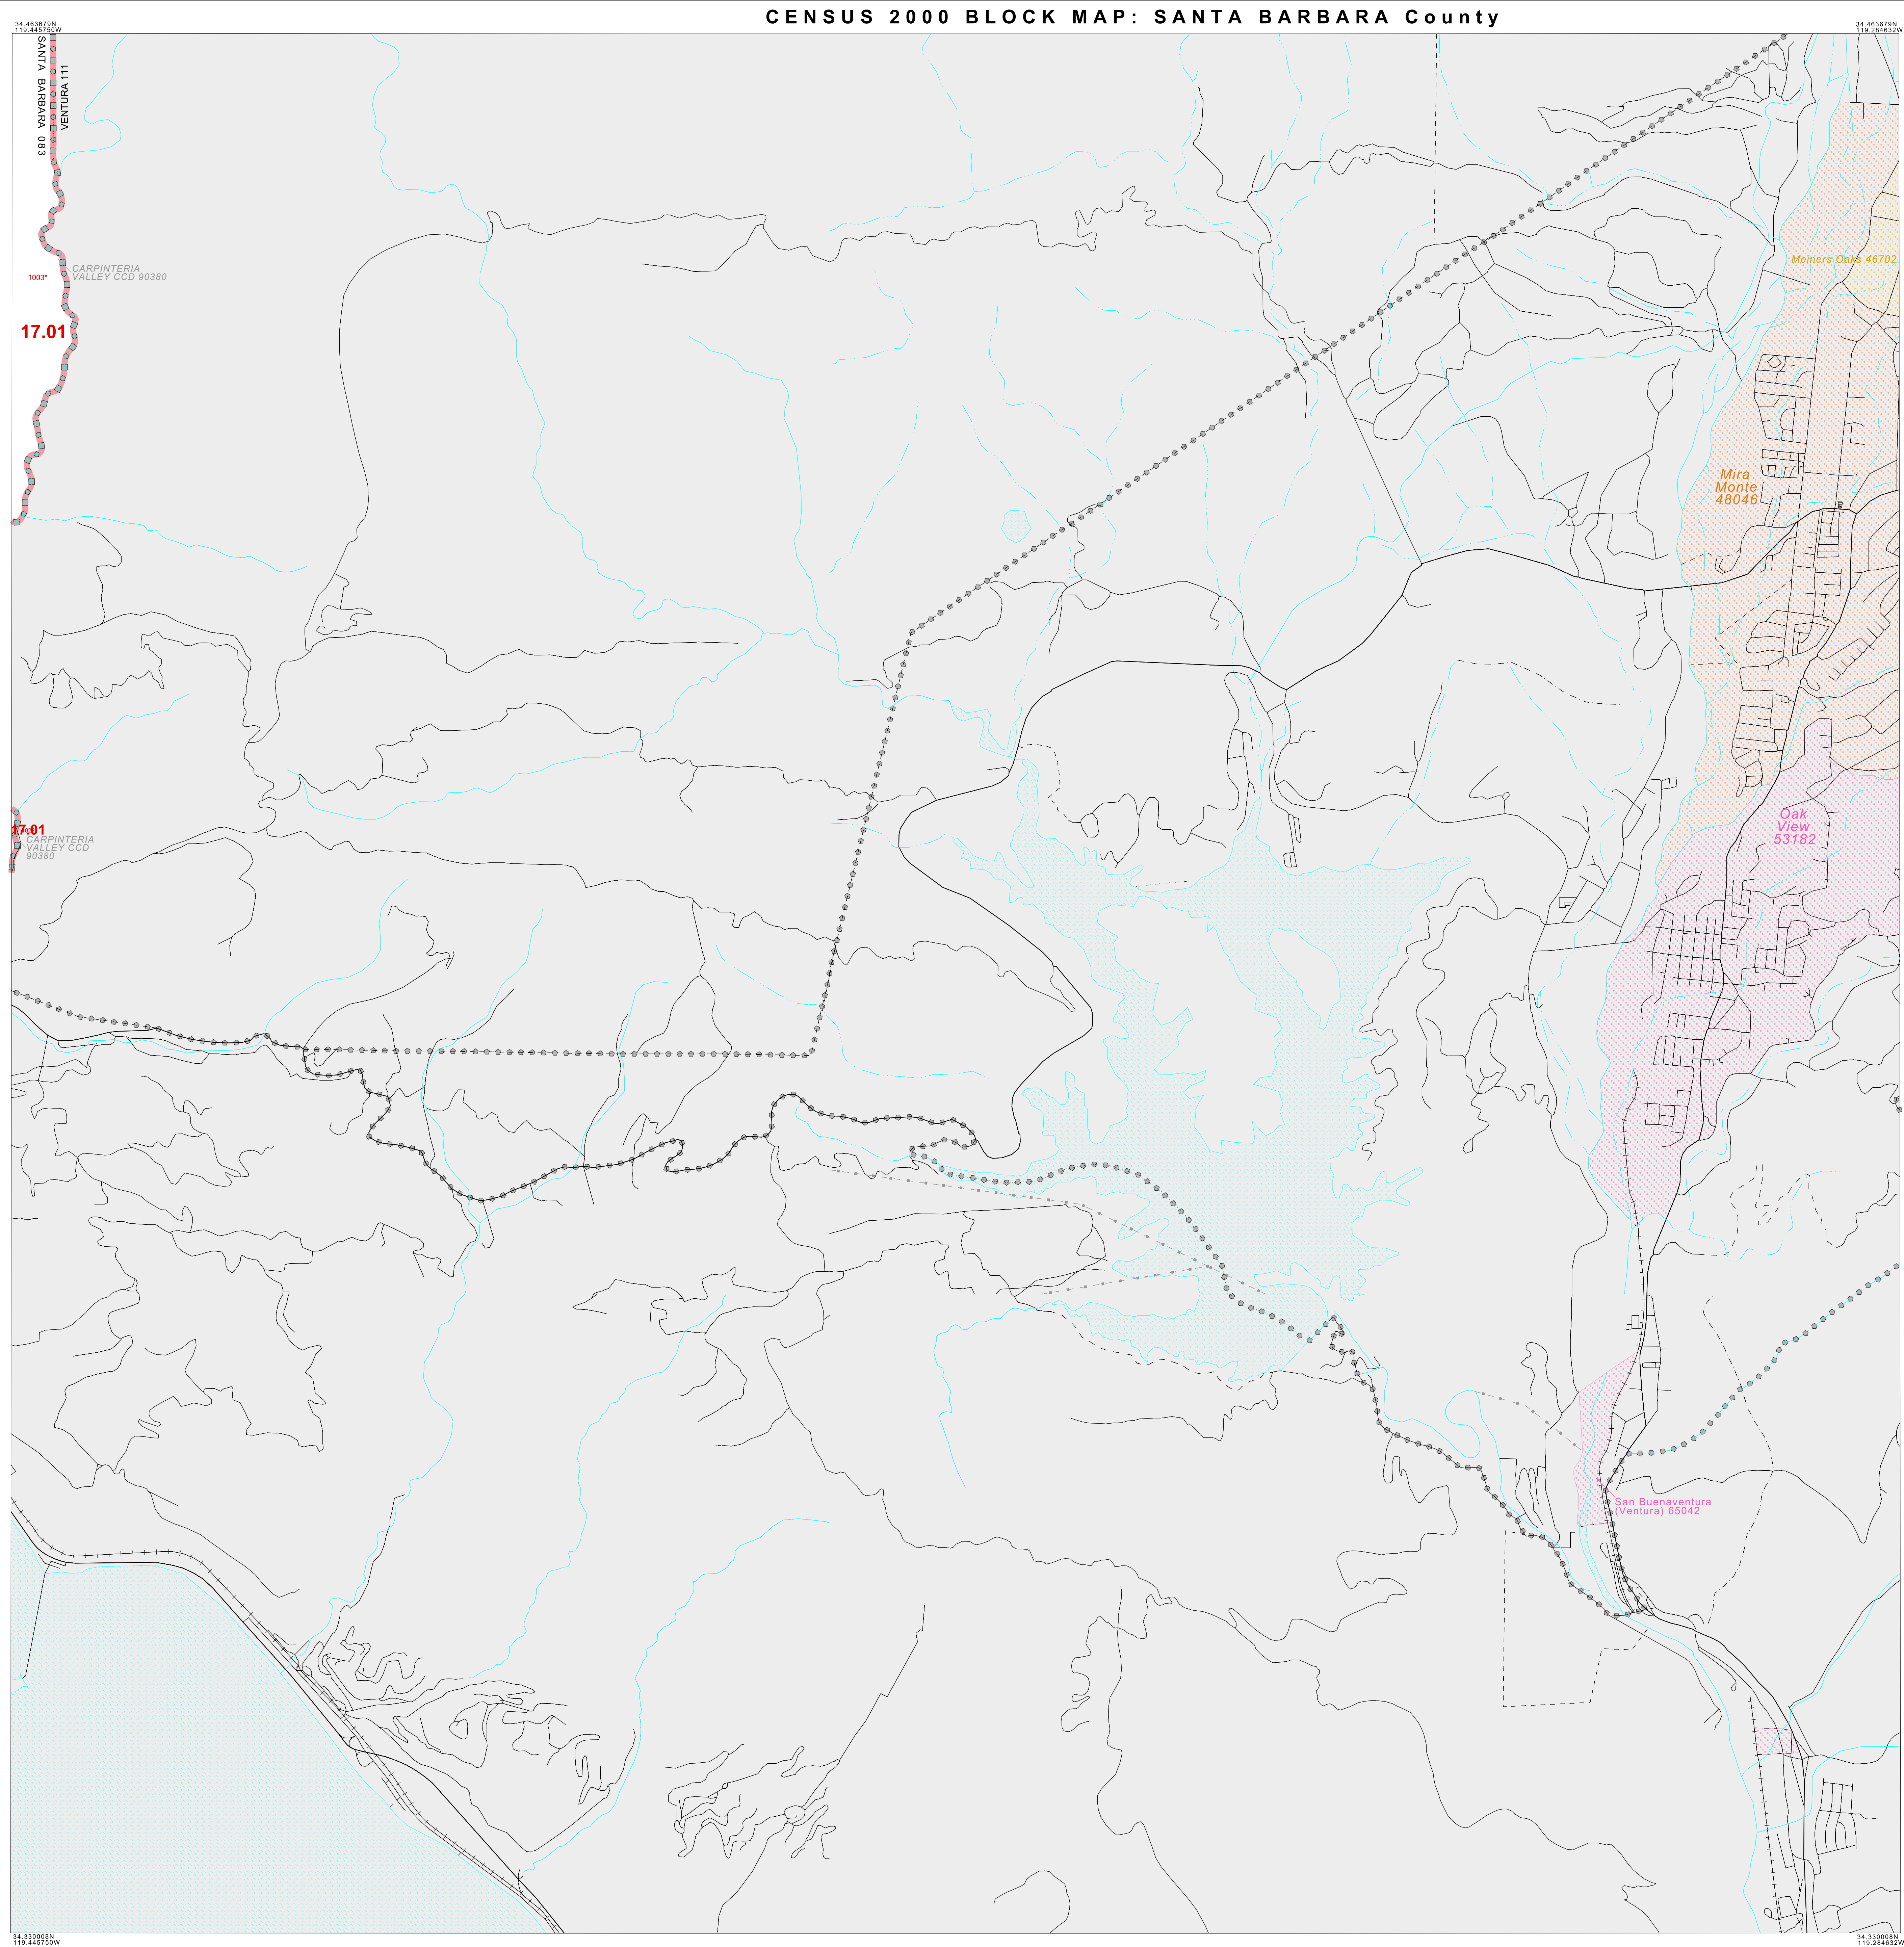 CENSUS 2000 BLOCK MAP: SANTA BARBARA County
34.463679N
119.445750W
34.463679N
119.284632W
SANTA BARBARA 083
VENTURA 111
CARPINTERIA
VALLEY CCD 90380
1003*
17.01
Meiners Oaks 46702
Mira
Monte
48046
Oak
View
53182
17.01
CARPINTERIA
VALLEY CCD
90380
San Buenaventura
(Ventura) 65042
34.330008N
119.445750W
34.330008N
119.284632W